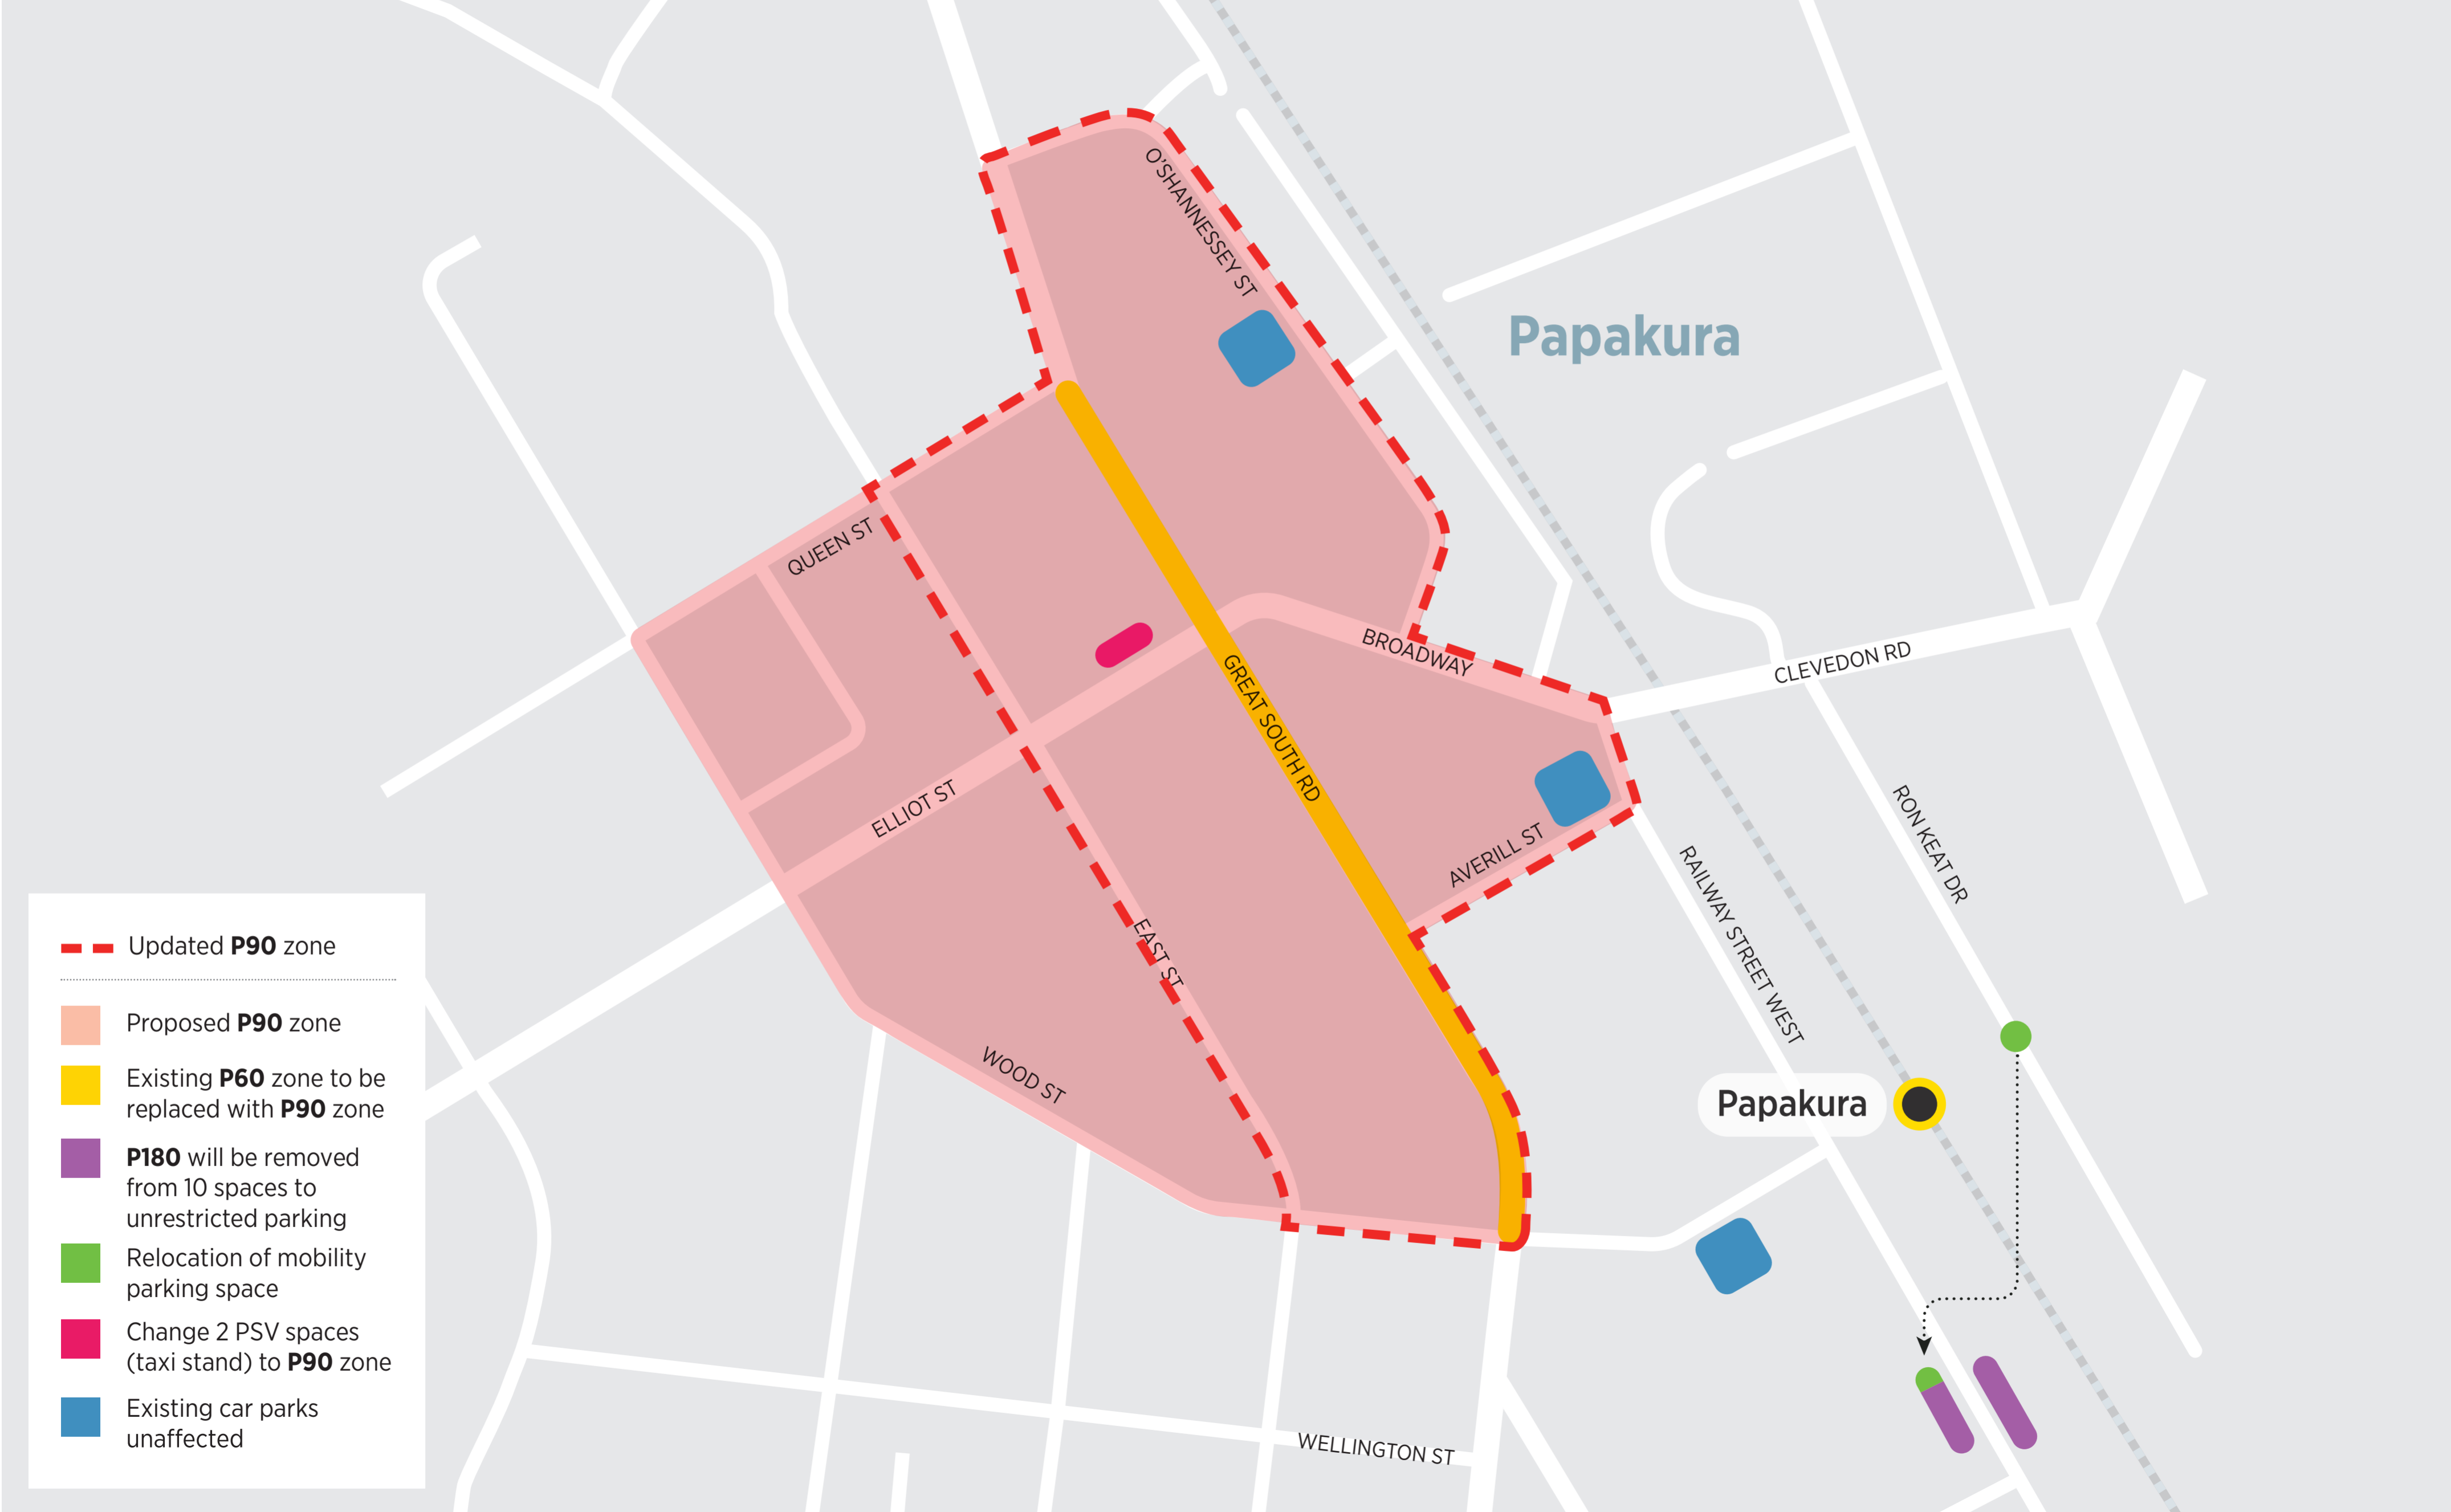 O'SHANNESSEY ST
Papakura
QUEEN ST
BROADWAY
CLEVEDON RD
GREAT SOUTH RD
ELLIOT ST
AVERILL ST
RON KEAT DR
RAILWAY STREET WEST
EAST ST
WOOD ST
Papakura
WELLINGTON ST
Updated P90 zone
Proposed P90 zone
Existing P60 zone to be
replaced with P90 zone
P180 will be removed
from 10 spaces to
unrestricted parking
Relocation of mobility
parking space
Change 2 PSV spaces
(taxi stand) to P90 zone
Existing car parks
unaffected